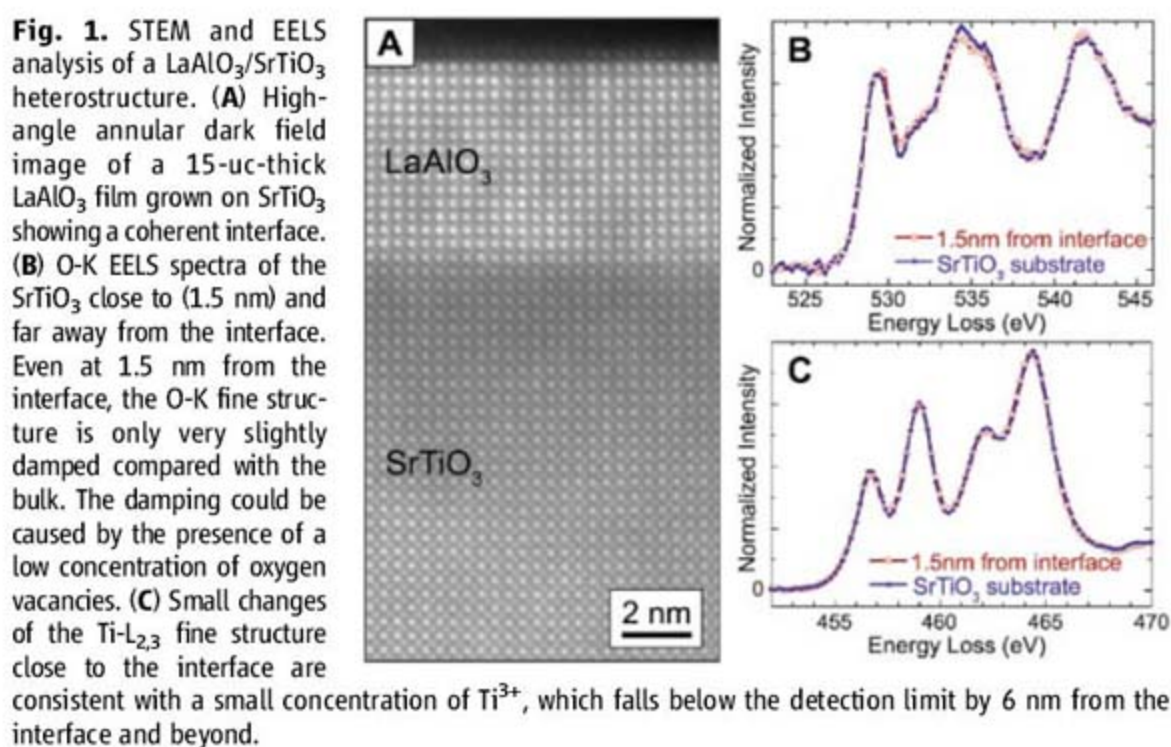 Fig. 1. STEM and EELS
analysis of a LaAlO₃/SrTiO₃
heterostructure. (A) High-
angle annular dark field
image of a 15-uc-thick
LaAlO₃ film grown on SrTiO₃
showing a coherent interface.
(B) O-K EELS spectra of the
SrTiO₃ close to (1.5 nm) and
far away from the interface.
Even at 1.5 nm from the
interface, the O-K fine struc-
ture is only very slightly
damped compared with the
bulk. The damping could be
caused by the presence of a
low concentration of oxygen
vacancies. (C) Small changes
of the Ti-L₂,₃ fine structure
close to the interface are
consistent with a small concentration of Ti³⁺, which falls below the detection limit by 6 nm from the
interface and beyond.
A
LaAlO₃
SrTiO₃
2 nm
B
Normalized Intensity
0
1.5nm from interface
SrTiO₃ substrate
525 530 535 540 545
Energy Loss (eV)
C
Normalized Intensity
0
1.5nm from interface
SrTiO₃ substrate
455 460 465 470
Energy Loss (eV)